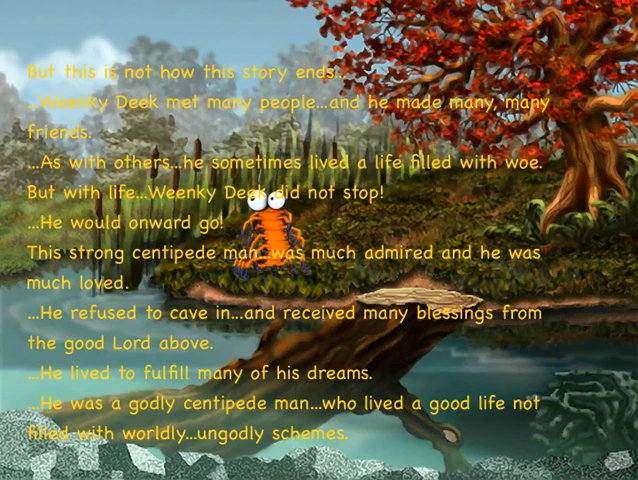 But this is not how this story ends...
...Weenky Deek met many people...and he made many, many
friends.
...As with others...he sometimes lived a life filled with woe.
But with life...Weenky Deek did not stop!
...He would onward go!
This strong centipede man was much admired and he was
much loved.
...He refused to cave in...and received many blessings from
the good Lord above.
...He lived to fulfill many of his dreams.
...He was a godly centipede man...who lived a good life not
filled with worldly...ungodly schemes.